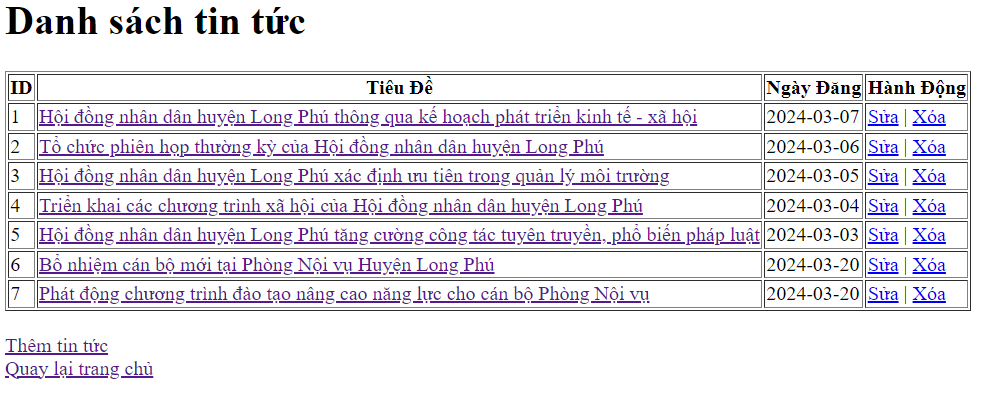 Danh sách tin tức
ID Tiêu Đề Ngày Đăng Hành Động
1 Hội đồng nhân dân huyện Long Phú thông qua kế hoạch phát triển kinh tế - xã hội 2024-03-07 Sửa | Xóa
2 Tổ chức phiên họp thường kỳ của Hội đồng nhân dân huyện Long Phú 2024-03-06 Sửa | Xóa
3 Hội đồng nhân dân huyện Long Phú xác định ưu tiên trong quản lý môi trường 2024-03-05 Sửa | Xóa
4 Triển khai các chương trình xã hội của Hội đồng nhân dân huyện Long Phú 2024-03-04 Sửa | Xóa
5 Hội đồng nhân dân huyện Long Phú tăng cường công tác tuyên truyền, phổ biến pháp luật 2024-03-03 Sửa | Xóa
6 Bổ nhiệm cán bộ mới tại Phòng Nội vụ Huyện Long Phú 2024-03-20 Sửa | Xóa
7 Phát động chương trình đào tạo nâng cao năng lực cho cán bộ Phòng Nội vụ 2024-03-20 Sửa | Xóa
Thêm tin tức
Quay lại trang chủ